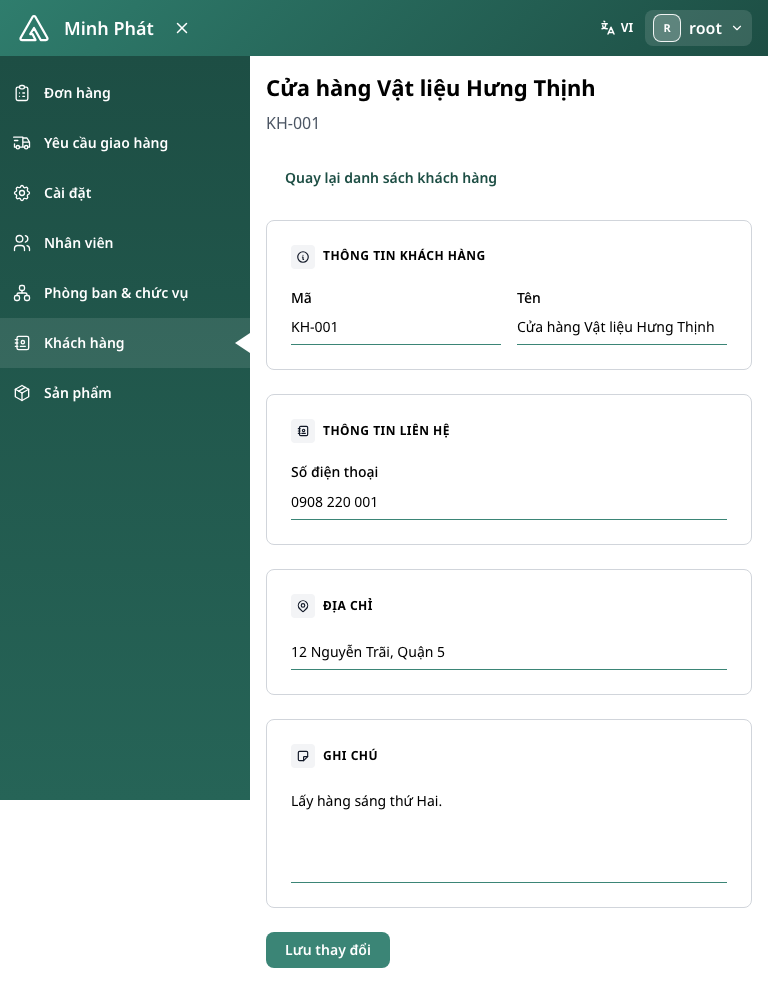 Minh Phát
VI
R
root
Đơn hàng
Yêu cầu giao hàng
Cài đặt
Nhân viên
Phòng ban & chức vụ
Khách hàng
Sản phẩm
Cửa hàng Vật liệu Hưng Thịnh
KH-001
Quay lại danh sách khách hàng
THÔNG TIN KHÁCH HÀNG
Mã
KH-001
Tên
Cửa hàng Vật liệu Hưng Thịnh
THÔNG TIN LIÊN HỆ
Số điện thoại
0908 220 001
ĐỊA CHỈ
12 Nguyễn Trãi, Quận 5
GHI CHÚ
Lấy hàng sáng thứ Hai.
Lưu thay đổi